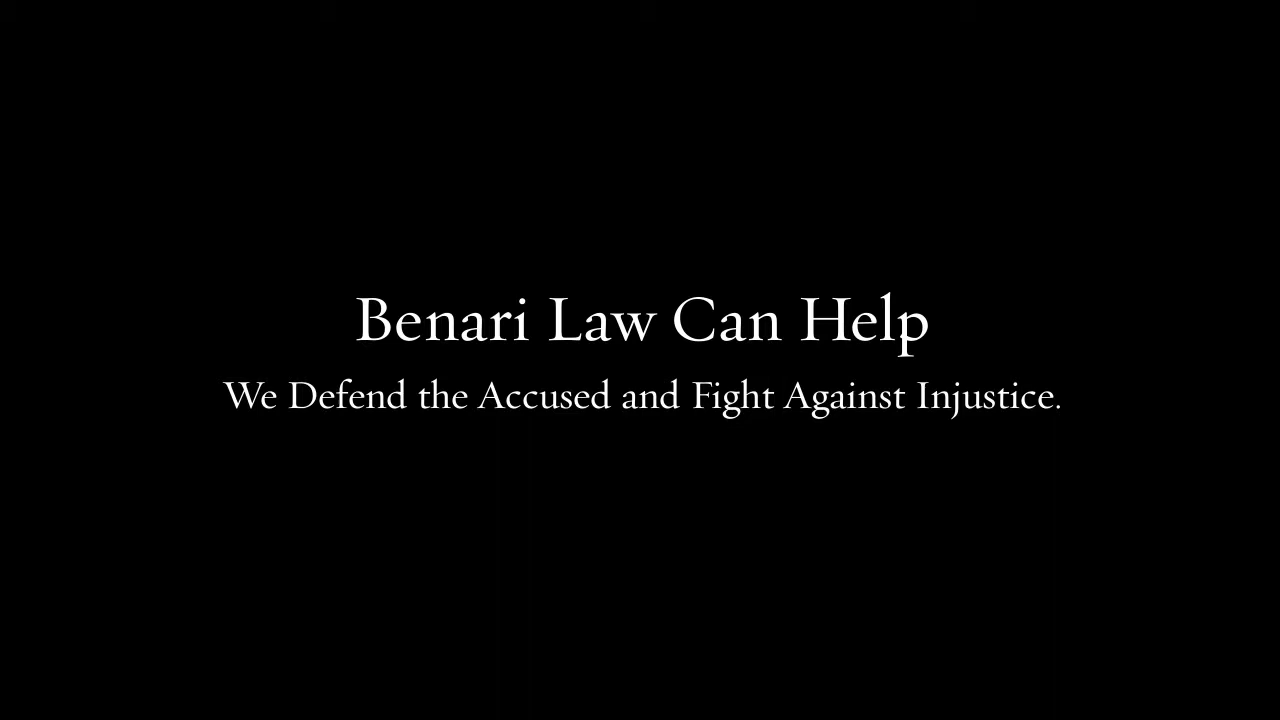 Benari Law Can Help
We Defend the Accused and Fight Against Injustice.